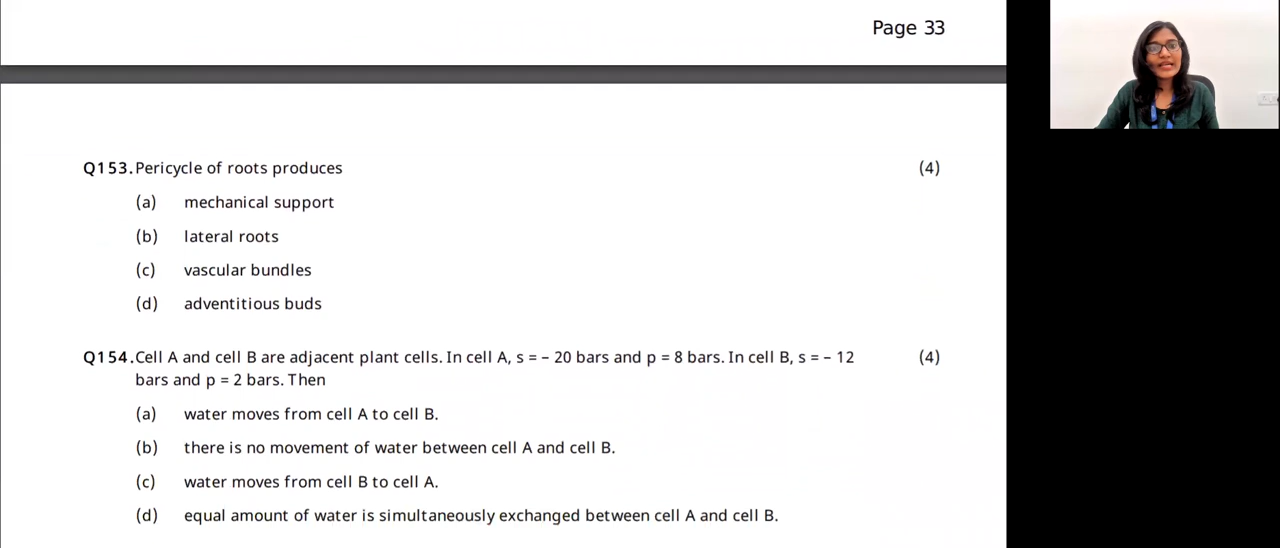 Page 33
Q153. Pericycle of roots produces (4)
(a) mechanical support
(b) lateral roots
(c) vascular bundles
(d) adventitious buds
Q154. Cell A and cell B are adjacent plant cells. In cell A, s = – 20 bars and p = 8 bars. In cell B, s = – 12 (4)
bars and p = 2 bars. Then
(a) water moves from cell A to cell B.
(b) there is no movement of water between cell A and cell B.
(c) water moves from cell B to cell A.
(d) equal amount of water is simultaneously exchanged between cell A and cell B.